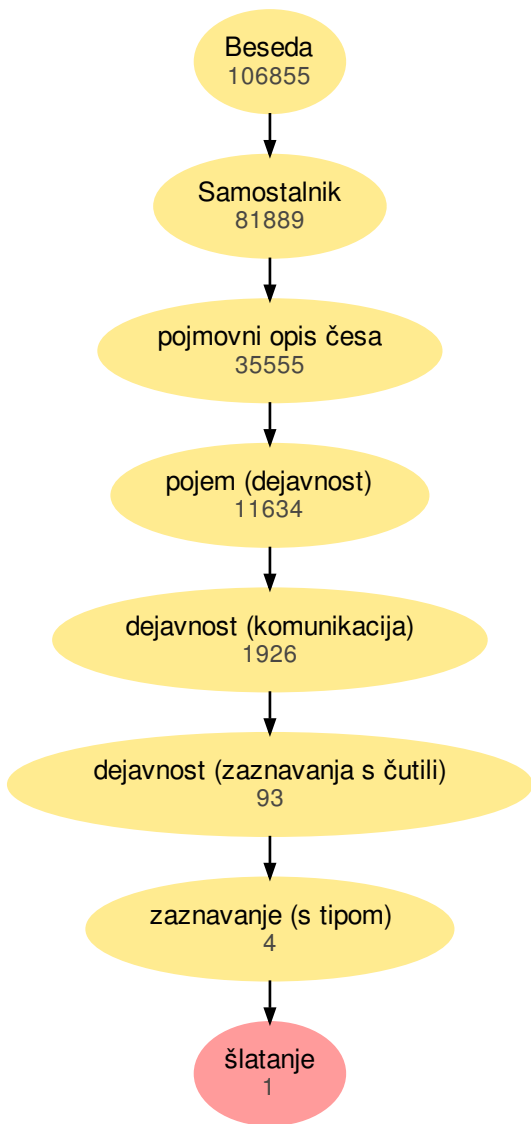 Beseda
106855
Samostalnik
81889
pojmovni opis česa
35555
pojem (dejavnost)
11634
dejavnost (komunikacija)
1926
dejavnost (zaznavanja s čutili)
93
zaznavanje (s tipom)
4
šlatanje
1